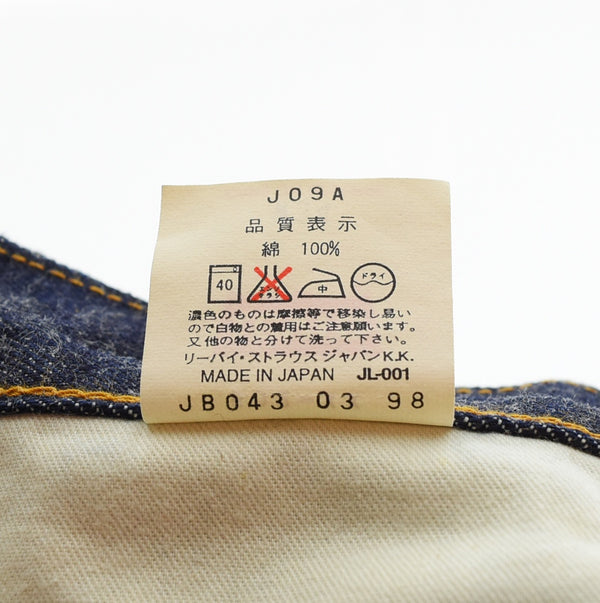 J09A
品質表示
綿 100%
40 中 ドライ
濃色のものは摩擦等で移染し易い
ので白物との着用はご注意願います。
又他の物と分けて洗って下さい。
リーバイ・ストラウス ジャパンK.K.
MADE IN JAPAN JL-001
JB043 03 98